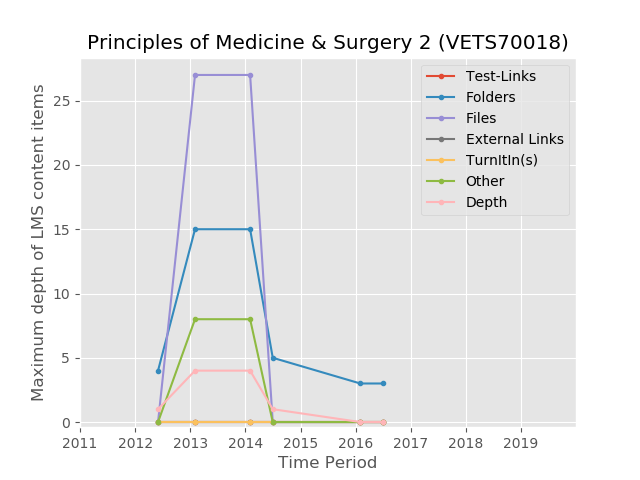 Principles of Medicine & Surgery 2 (VETS70018)
Test-Links
Folders
Files
External Links
TurnItIn(s)
Other
Depth
Maximum depth of LMS content items
25
20
15
10
5
0
2011 2012 2013 2014 2015 2016 2017 2018 2019
Time Period